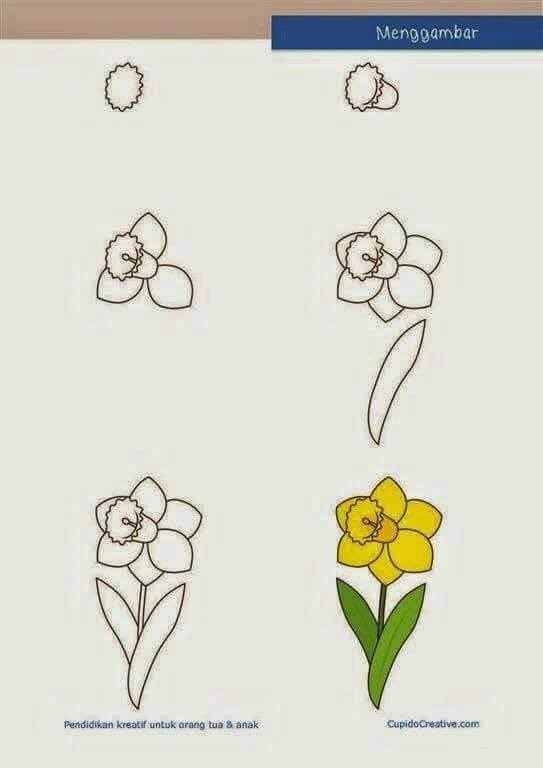 Menggambar
Pendidikan kreatif untuk orang tua & anak
CupidoCreative.com